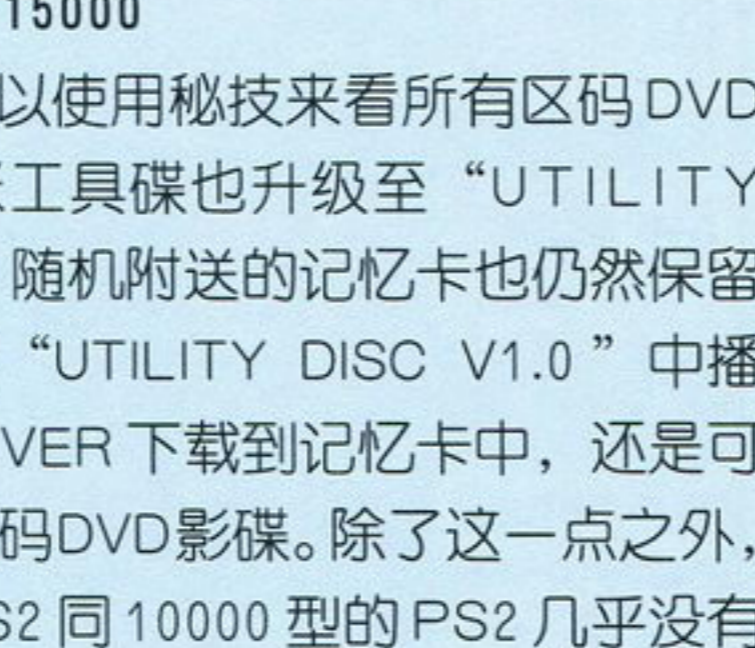 15000
以使用秘技来看所有区码DVD
工具碟也升级至“UTILITY
随机附送的记忆卡也仍然保留
“UTILITY DISC V1.0”中播
VER下载到记忆卡中，还是可
码DVD影碟。除了这一点之外，
S2同10000型的PS2几乎没有